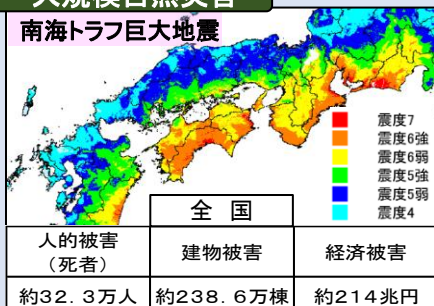 大規模自然災害
南海トラフ巨大地震
震度7
震度6強
震度6弱
震度5強
震度5弱
震度4
全 国
人的被害
（死者）
建物被害
経済被害
約32．3万人
約238．6万棟
約214兆円